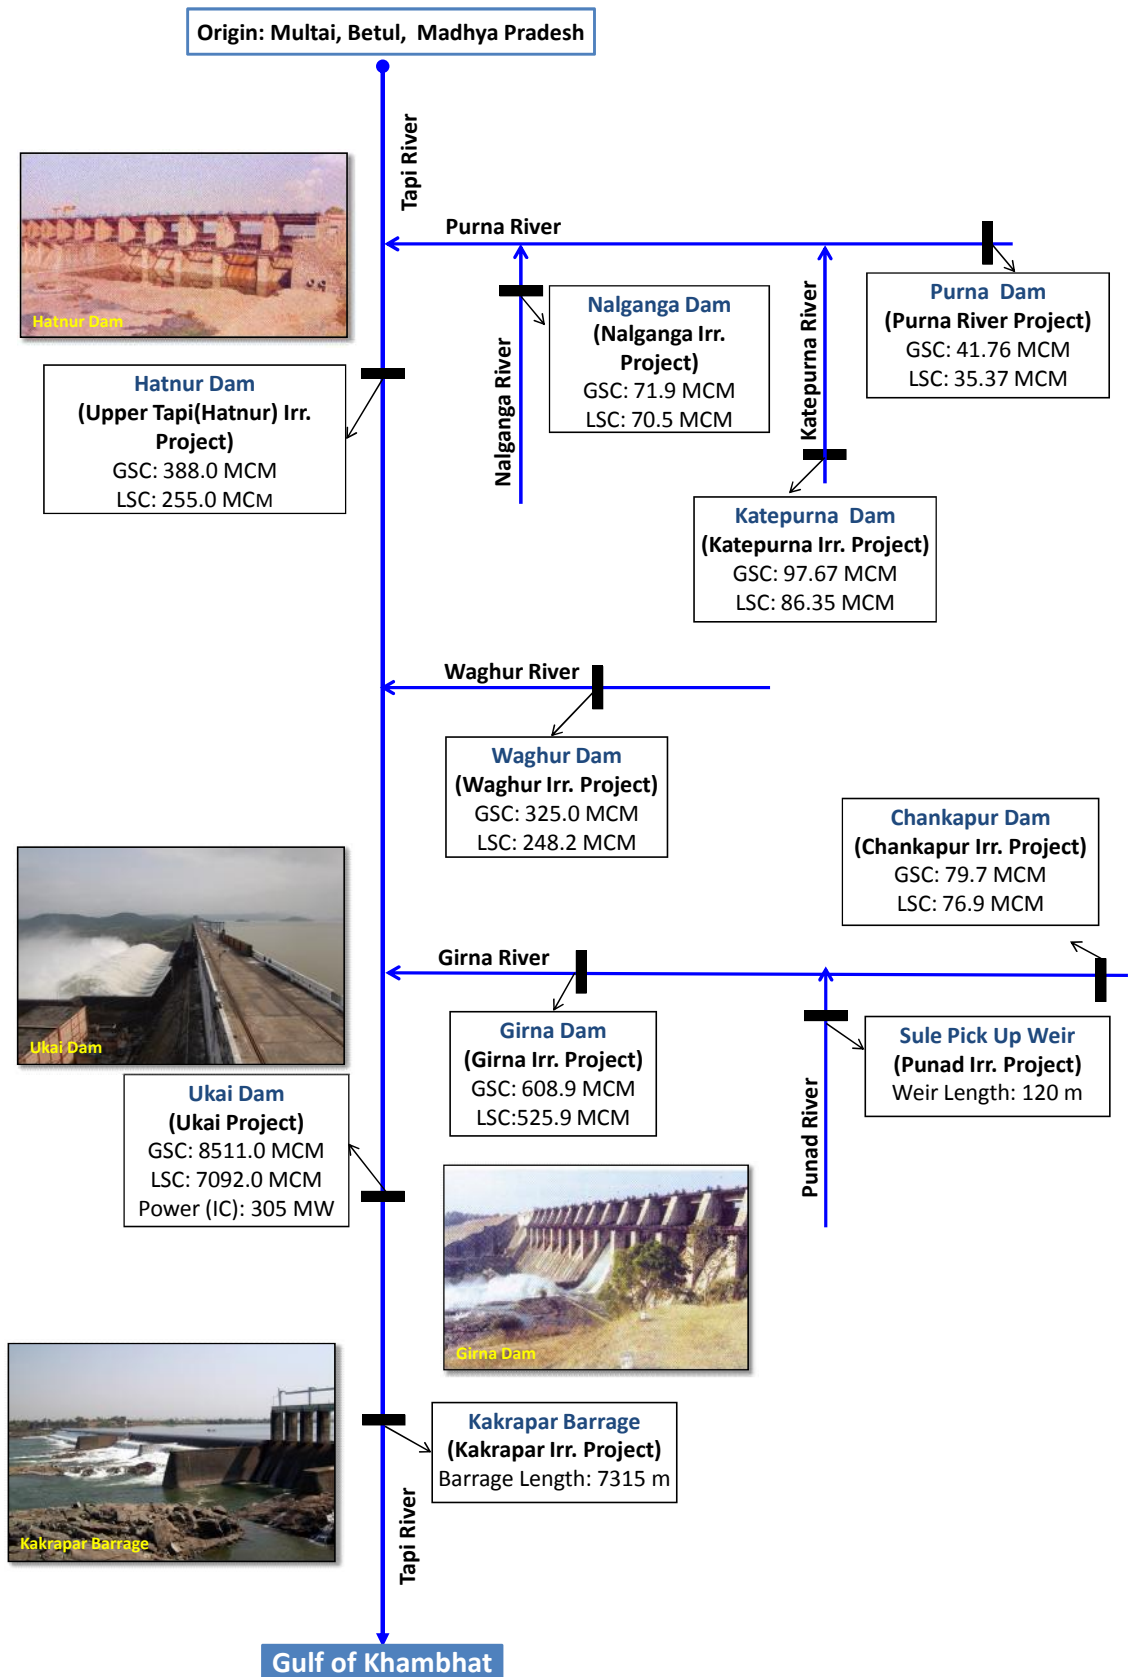 Origin: Multai, Betul, Madhya Pradesh
Tapi River
Purna River
Hatnur Dam
Nalganga River
Nalganga Dam
(Nalganga Irr.
Project)
GSC: 71.9 MCM
LSC: 70.5 MCM
Katepurna River
Purna Dam
(Purna River Project)
GSC: 41.76 MCM
LSC: 35.37 MCM
Hatnur Dam
(Upper Tapi(Hatnur) Irr.
Project)
GSC: 388.0 MCM
LSC: 255.0 MCM
Katepurna Dam
(Katepurna Irr. Project)
GSC: 97.67 MCM
LSC: 86.35 MCM
Waghur River
Waghur Dam
(Waghur Irr. Project)
GSC: 325.0 MCM
LSC: 248.2 MCM
Chankapur Dam
(Chankapur Irr. Project)
GSC: 79.7 MCM
LSC: 76.9 MCM
Ukai Dam
Girna River
Girna Dam
(Girna Irr. Project)
GSC: 608.9 MCM
LSC:525.9 MCM
Punad River
Sule Pick Up Weir
(Punad Irr. Project)
Weir Length: 120 m
Ukai Dam
(Ukai Project)
GSC: 8511.0 MCM
LSC: 7092.0 MCM
Power (IC): 305 MW
Girna Dam
Kakrapar Barrage
Kakrapar Barrage
(Kakrapar Irr. Project)
Barrage Length: 7315 m
Tapi River
Gulf of Khambhat